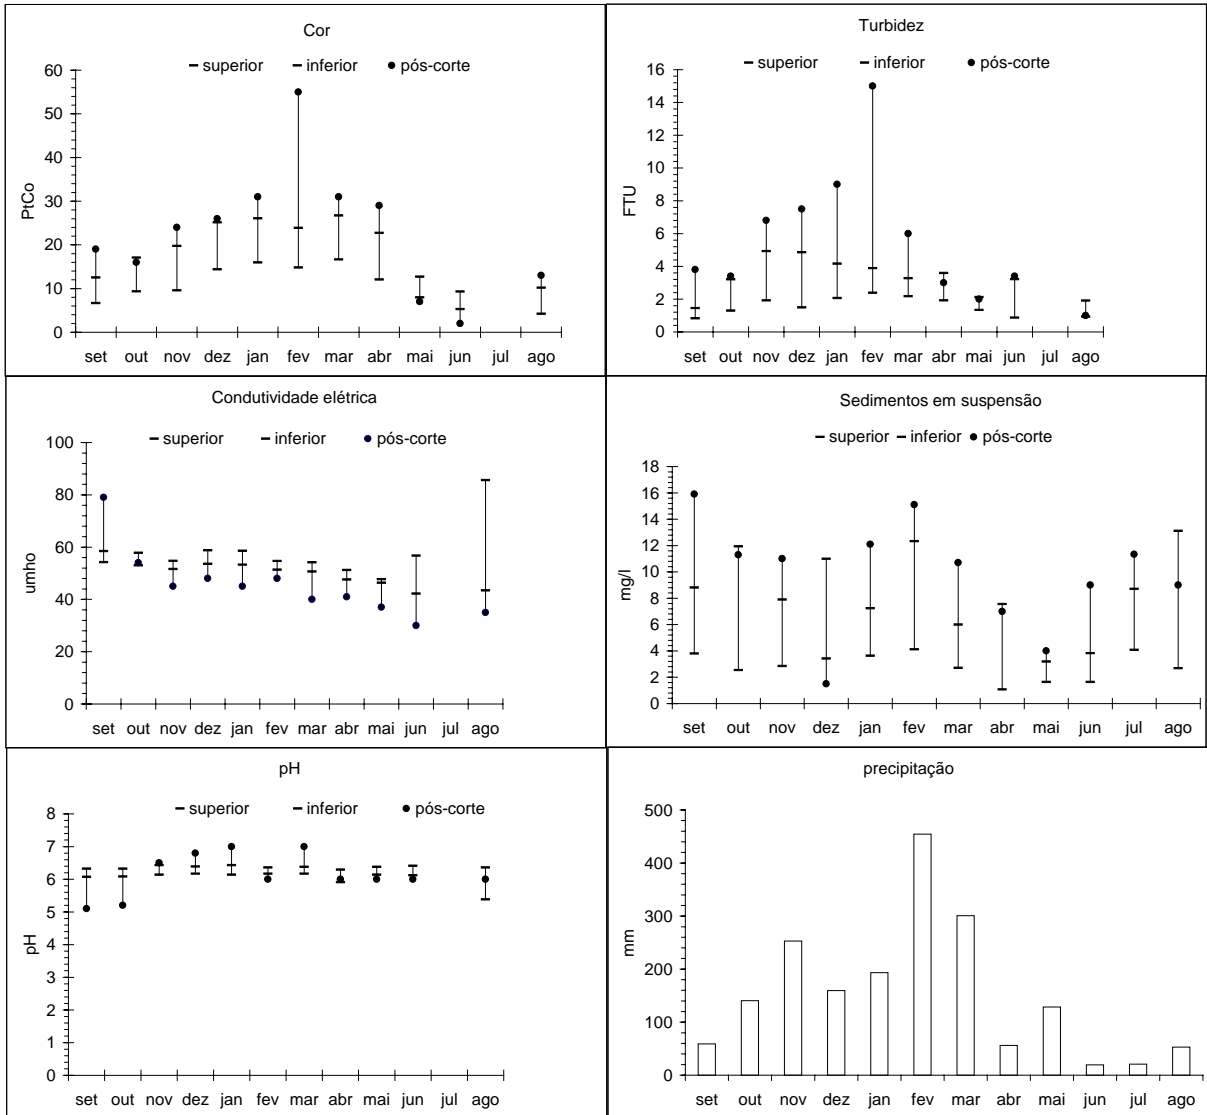 Cor
superior inferior pós-corte
60
50
40
30
20
10
0
PtCo
set out nov dez jan fev mar abr mai jun jul ago
Turbidez
superior inferior pós-corte
16
14
12
10
8
6
4
2
0
FTU
set out nov dez jan fev mar abr mai jun jul ago
Condutividade elétrica
superior inferior pós-corte
100
80
60
40
20
0
umho
set out nov dez jan fev mar abr mai jun jul ago
Sedimentos em suspensão
superior inferior pós-corte
18
16
14
12
10
8
6
4
2
0
mg/l
set out nov dez jan fev mar abr mai jun jul ago
pH
superior inferior pós-corte
8
7
6
5
4
3
2
1
0
pH
set out nov dez jan fev mar abr mai jun jul ago
precipitação
500
400
300
200
100
0
mm
set out nov dez jan fev mar abr mai jun jul ago